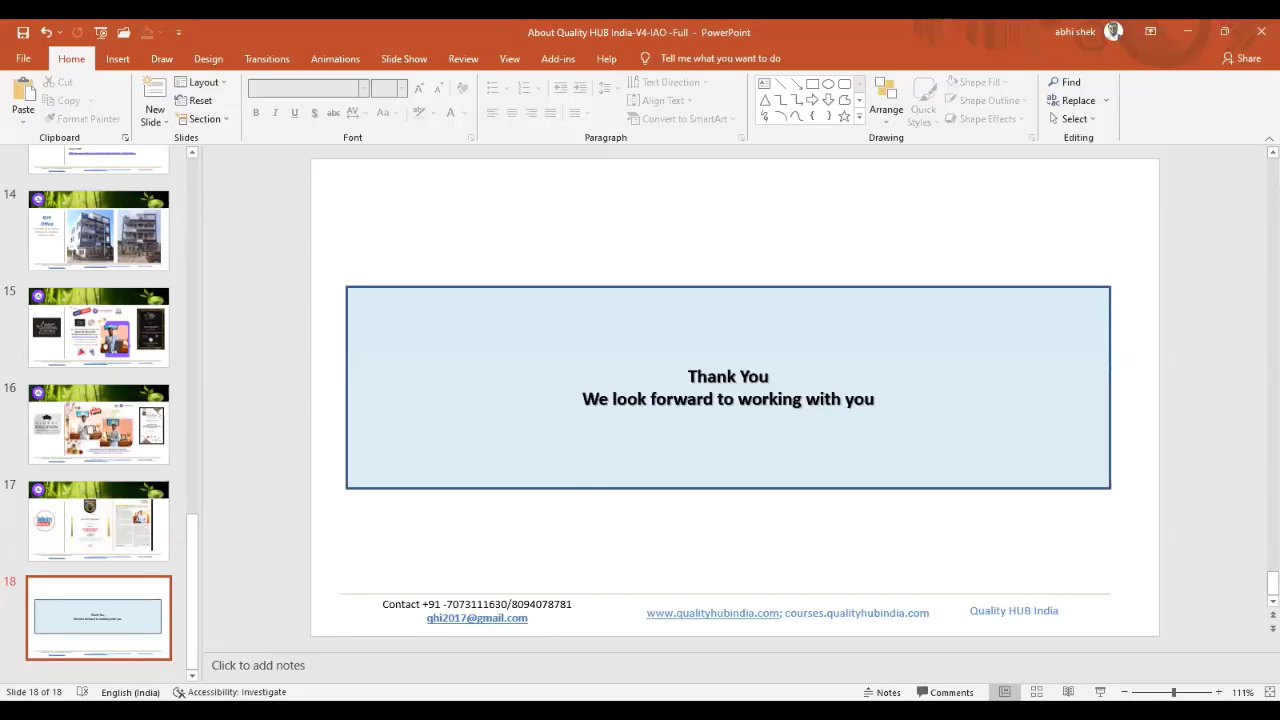 About Quality HUB India-V4-IAO -Full - PowerPoint
abhi shek
File Home Insert Draw Design Transitions Animations Slide Show Review View Add-ins Help Tell me what you want to do Share
Paste
Cut
Copy
Format Painter
Clipboard
New Slide
Layout
Reset
Section
Slides
Font
Text Direction
Align Text
Convert to SmartArt
Paragraph
Arrange
Quick Styles
Shape Fill
Shape Outline
Shape Effects
Drawing
Find
Replace
Select
Editing
14
QHI
Office
15
16
17
18
Thank You
We look forward to working with you
Contact +91 -7073111630/8094078781
qhi2017@gmail.com
www.qualityhubindia.com; courses.qualityhubindia.com
Quality HUB India
Click to add notes
Slide 18 of 18
English (India)
Accessibility: Investigate
Notes
Comments
111%